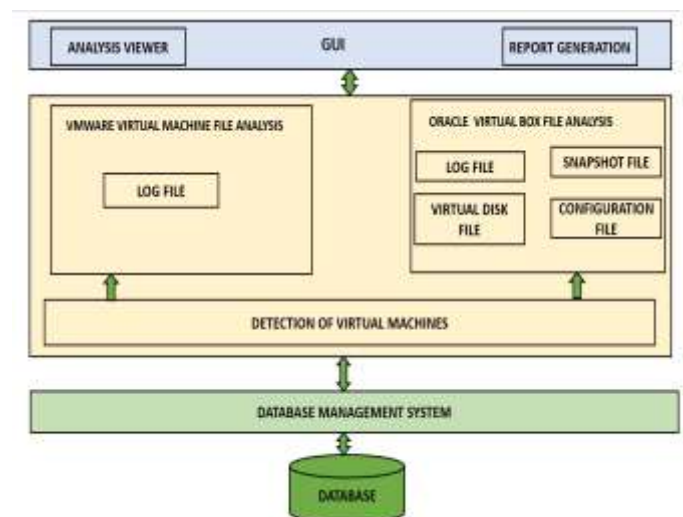 ANALYSIS VIEWER
GUI
REPORT GENERATION
VMWARE VIRTUAL MACHINE FILE ANALYSIS
LOG FILE
ORACLE VIRTUAL BOX FILE ANALYSIS
LOG FILE
SNAPSHOT FILE
VIRTUAL DISK
FILE
CONFIGURATION
FILE
DETECTION OF VIRTUAL MACHINES
DATABASE MANAGEMENT SYSTEM
DATABASE